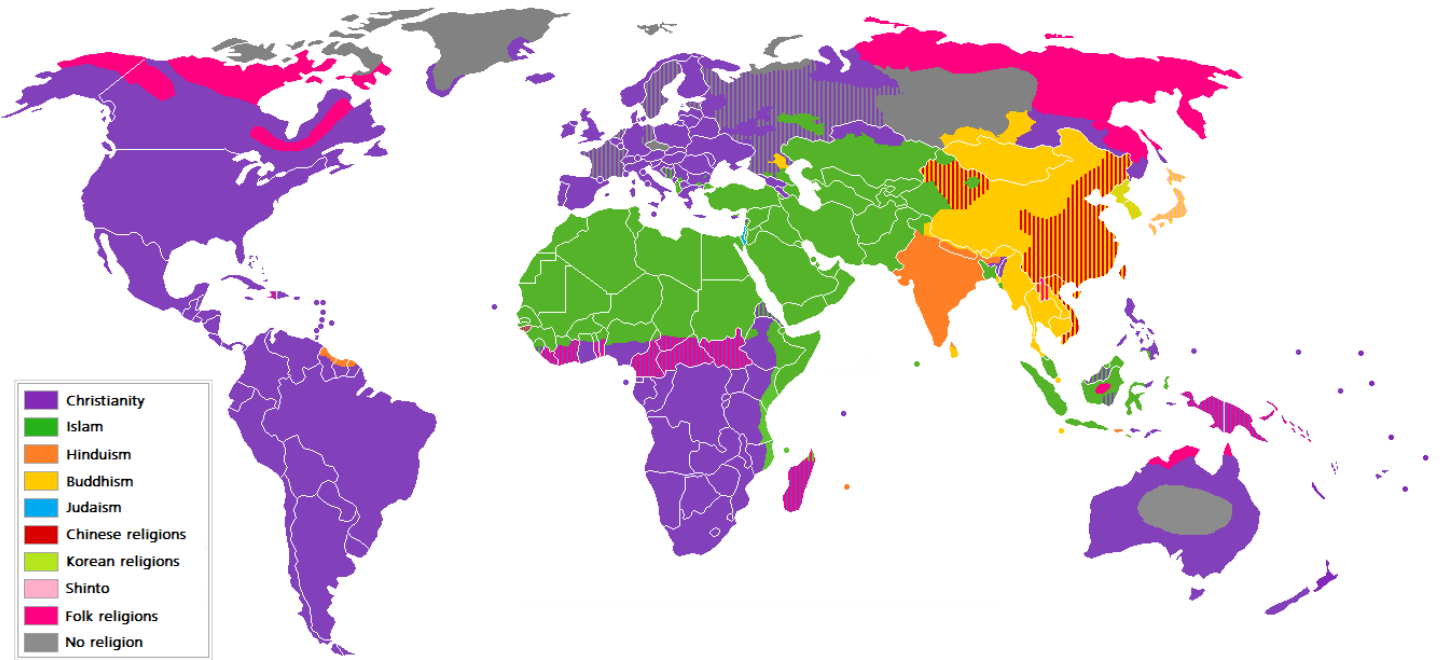 Christianity
Islam
Hinduism
Buddhism
Judaism
Chinese religions
Korean religions
Shinto
Folk religions
No religion